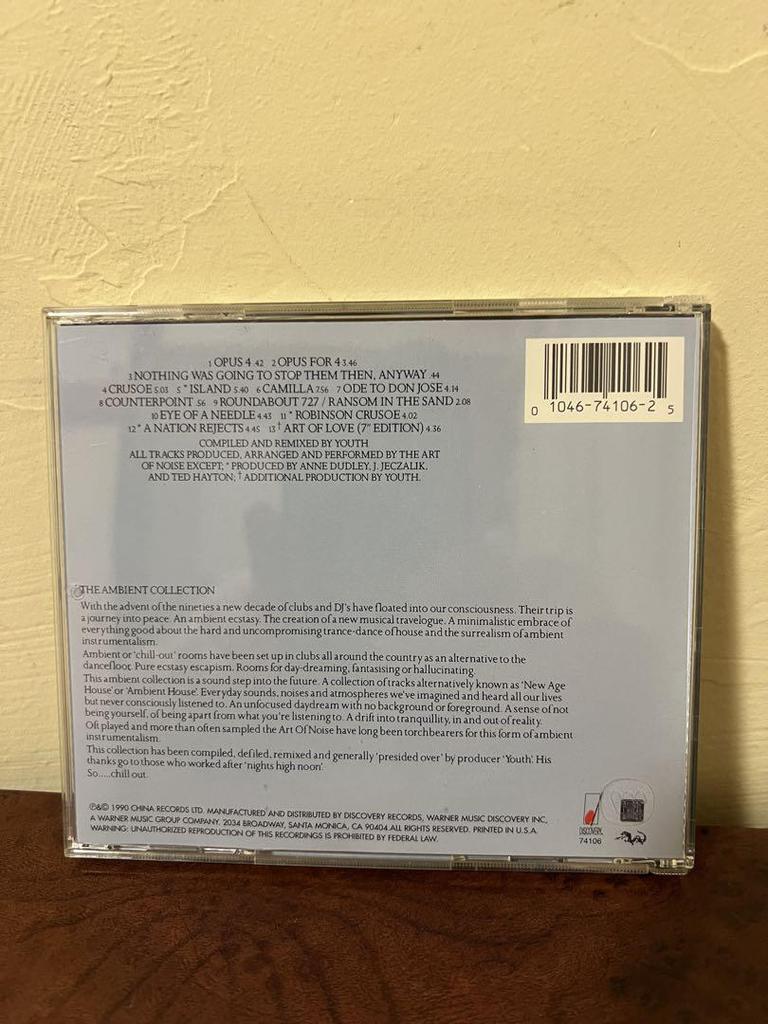 1 OPUS 4 .42 2 OPUS FOR 4 3.46
3 NOTHING WAS GOING TO STOP THEM THEN, ANYWAY .44
4 CRUSOE 5.03 5 * ISLAND 5.40 6 CAMILLA 7.56 7 ODE TO DON JOSE 4.14
8 COUNTERPOINT .56 9 ROUNDABOUT 727 / RANSOM IN THE SAND 2.08
10 EYE OF A NEEDLE 4.43 11 * ROBINSON CRUSOE 4.02
12 * A NATION REJECTS 4.45 13 † ART OF LOVE (7" EDITION) 4.36
COMPILED AND REMIXED BY YOUTH
ALL TRACKS PRODUCED, ARRANGED AND PERFORMED BY THE ART
OF NOISE EXCEPT; * PRODUCED BY ANNE DUDLEY, J. JECZALIK,
AND TED HAYTON; † ADDITIONAL PRODUCTION BY YOUTH.
0 1046-74106-2 5
THE AMBIENT COLLECTION
With the advent of the nineties a new decade of clubs and DJ's have floated into our consciousness. Their trip is
a journey into peace. An ambient ecstasy. The creation of a new musical travelogue. A minimalistic embrace of
everything good about the hard and uncompromising trance-dance of house and the surrealism of ambient
instrumentalism.
Ambient or 'chill-out' rooms have been set up in clubs all around the country as an alternative to the
dancefloor. Pure ecstasy escapism. Rooms for day-dreaming, fantasising or hallucinating.
This ambient collection is a sound step into the future. A collection of tracks alternatively known as 'New Age
House' or 'Ambient House'. Everyday sounds, noises and atmospheres we've imagined and heard all our lives
but never consciously listened to. An unfocused daydream with no background or foreground. A sense of not
being yourself, of being apart from what you're listening to. A drift into tranquillity, in and out of reality.
Oft played and more than often sampled the Art Of Noise have long been torchbearers for this form of ambient
instrumentalism.
This collection has been compiled, defiled, remixed and generally 'presided over' by producer 'Youth'. His
thanks go to those who worked after 'nights high noon'.
So.....chill out.
℗&© 1990 CHINA RECORDS LTD. MANUFACTURED AND DISTRIBUTED BY DISCOVERY RECORDS, WARNER MUSIC DISCOVERY INC,
A WARNER MUSIC GROUP COMPANY. 2034 BROADWAY, SANTA MONICA, CA 90404. ALL RIGHTS RESERVED. PRINTED IN U.S.A.
WARNING: UNAUTHORIZED REPRODUCTION OF THIS RECORDINGS IS PROHIBITED BY FEDERAL LAW.
DISCOVERY
74106